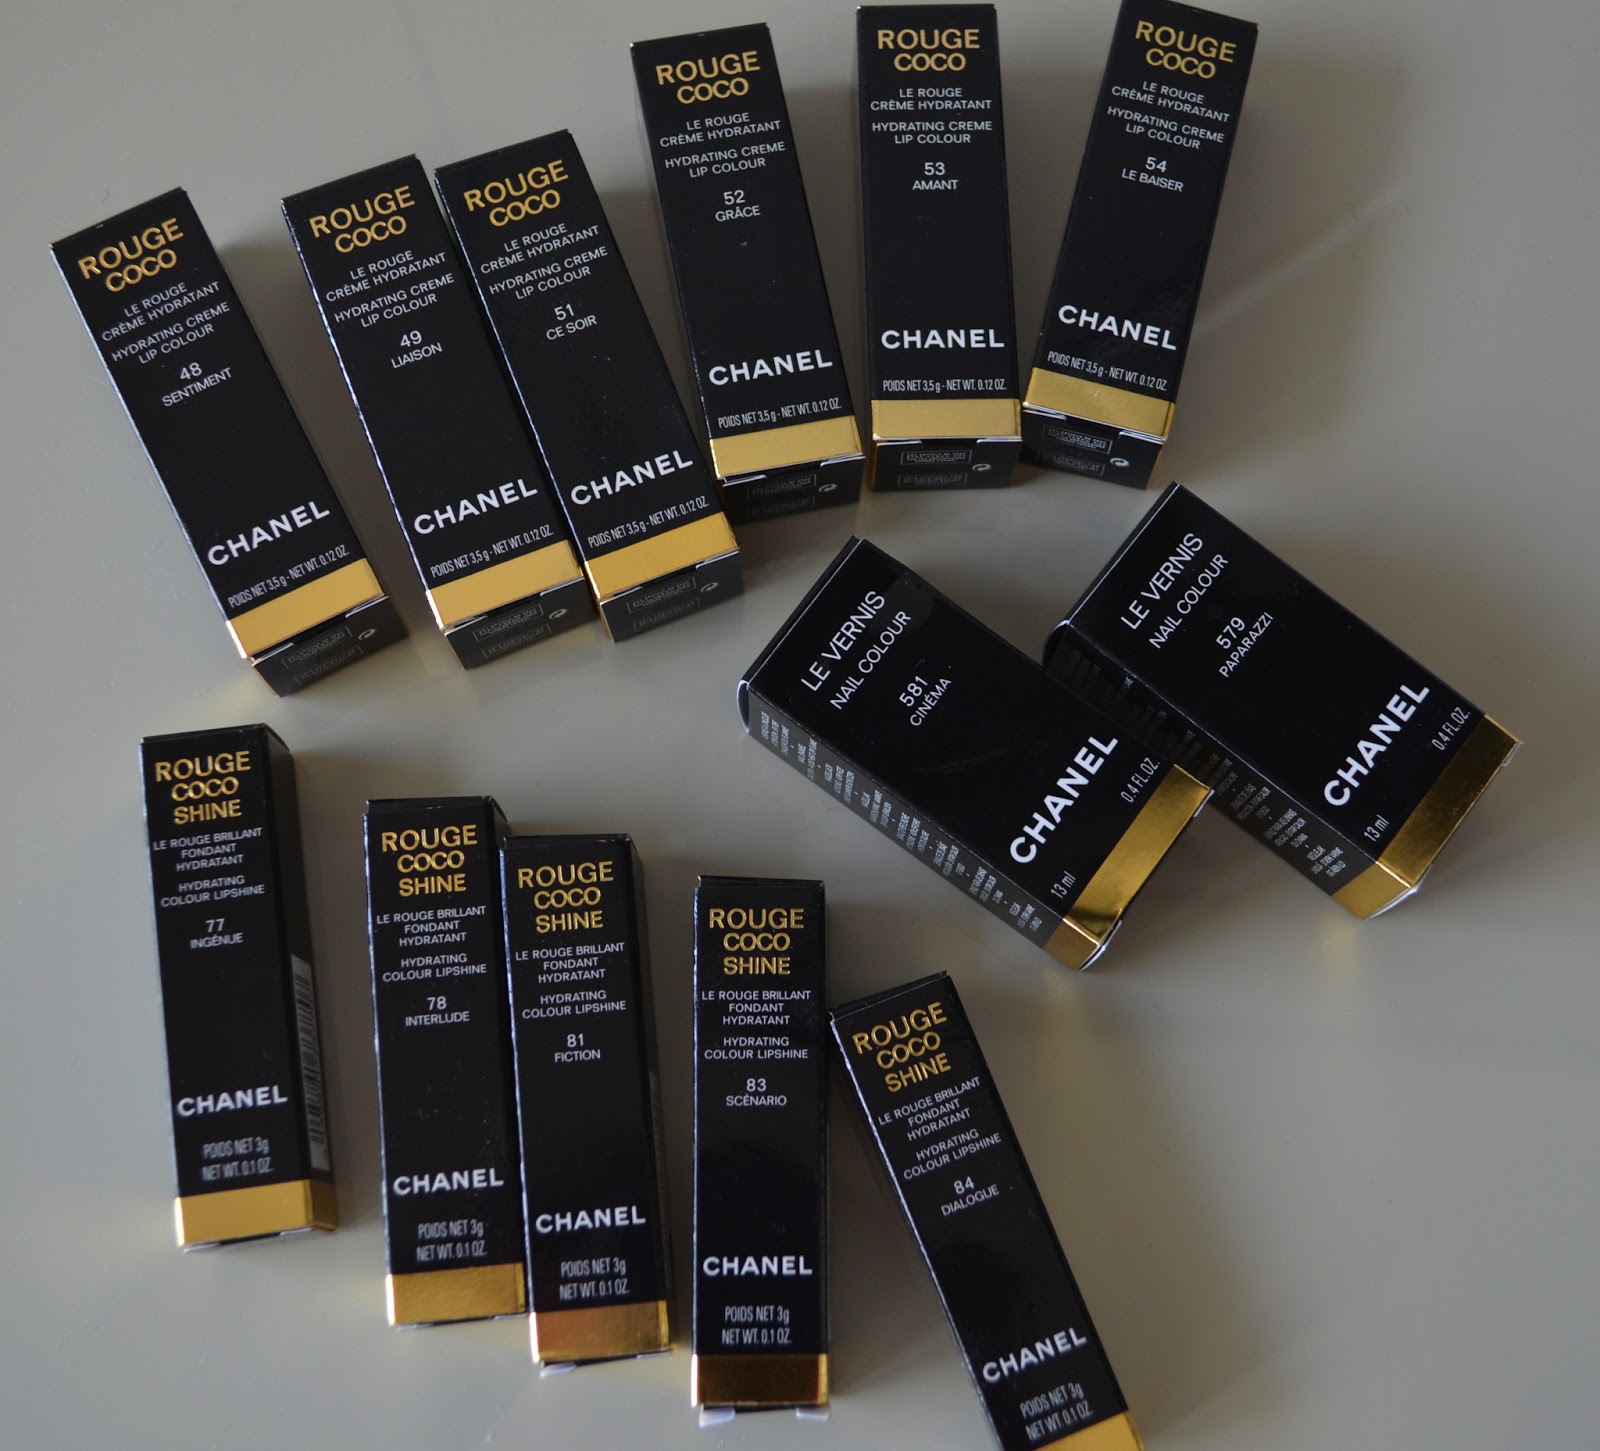 ROUGE
COCO
LE ROUGE
CRÈME HYDRATANT
HYDRATING CREME
LIP COLOUR
48
SENTIMENT
CHANEL
POIDS NET 3,5 g - NET WT. 0.12 OZ.
ROUGE
COCO
LE ROUGE
CRÈME HYDRATANT
HYDRATING CREME
LIP COLOUR
49
LIAISON
CHANEL
POIDS NET 3,5 g - NET WT. 0.12 OZ.
ROUGE
COCO
LE ROUGE
CRÈME HYDRATANT
HYDRATING CREME
LIP COLOUR
51
CE SOIR
CHANEL
POIDS NET 3,5 g - NET WT. 0.12 OZ.
ROUGE
COCO
LE ROUGE
CRÈME HYDRATANT
HYDRATING CREME
LIP COLOUR
52
GRÂCE
CHANEL
POIDS NET 3,5 g - NET WT. 0.12 OZ.
ROUGE
COCO
LE ROUGE
CRÈME HYDRATANT
HYDRATING CREME
LIP COLOUR
53
AMANT
CHANEL
POIDS NET 3,5 g - NET WT. 0.12 OZ.
ROUGE
COCO
LE ROUGE
CRÈME HYDRATANT
HYDRATING CREME
LIP COLOUR
54
LE BAISER
CHANEL
POIDS NET 3,5 g - NET WT. 0.12 OZ.
LE VERNIS
NAIL COLOUR
581
CINÉMA
CHANEL
13 ml
0.4 FL.OZ.
LE VERNIS
NAIL COLOUR
579
PAPARAZZI
CHANEL
13 ml
0.4 FL.OZ.
ROUGE
COCO
SHINE
LE ROUGE BRILLANT
FONDANT
HYDRATANT
HYDRATING
COLOUR LIPSHINE
77
INGÉNUE
CHANEL
POIDS NET 3g
NET WT. 0.1 OZ.
ROUGE
COCO
SHINE
LE ROUGE BRILLANT
FONDANT
HYDRATANT
HYDRATING
COLOUR LIPSHINE
78
INTERLUDE
CHANEL
POIDS NET 3g
NET WT. 0.1 OZ.
ROUGE
COCO
SHINE
LE ROUGE BRILLANT
FONDANT
HYDRATANT
HYDRATING
COLOUR LIPSHINE
81
FICTION
CHANEL
POIDS NET 3g
NET WT. 0.1 OZ.
ROUGE
COCO
SHINE
LE ROUGE BRILLANT
FONDANT
HYDRATANT
HYDRATING
COLOUR LIPSHINE
83
SCÉNARIO
CHANEL
POIDS NET 3g
NET WT. 0.1 OZ.
ROUGE
COCO
SHINE
LE ROUGE BRILLANT
FONDANT
HYDRATANT
HYDRATING
COLOUR LIPSHINE
84
DIALOGUE
CHANEL
POIDS NET 3g
NET WT. 0.1 OZ.